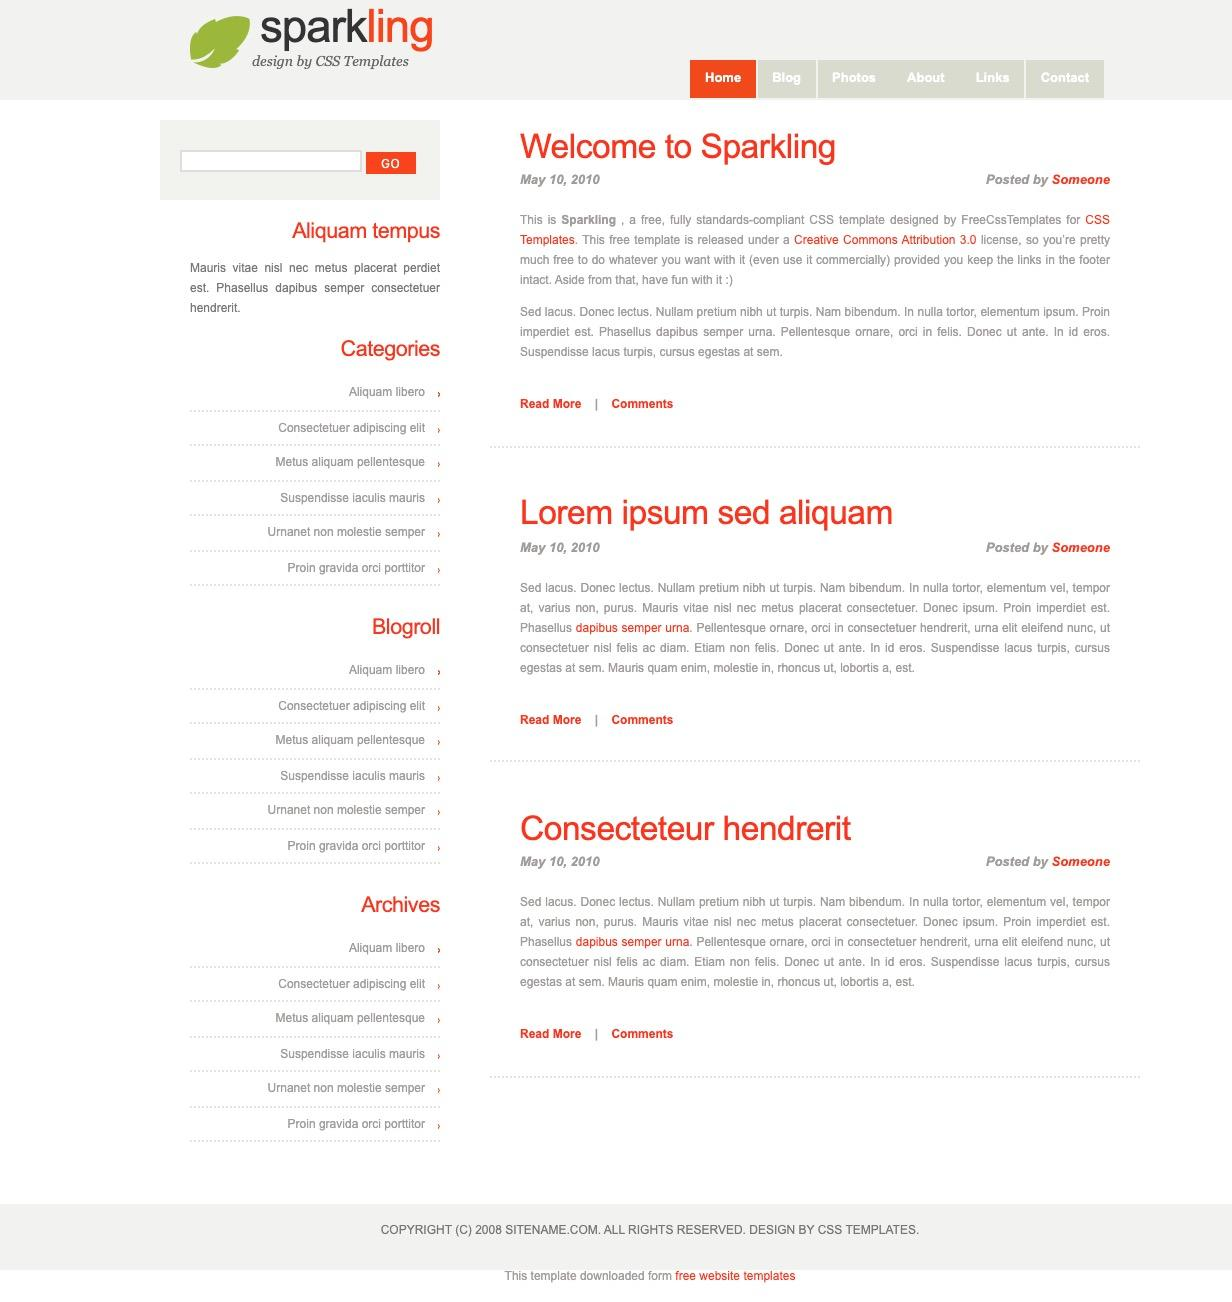 sparkling
design by CSS Templates
Home
Blog
Photos
About
Links
Contact
GO
Aliquam tempus
Mauris vitae nisl nec metus placerat perdiet
est. Phasellus dapibus semper consectetuer
hendrerit.
Categories
Aliquam libero
Consectetuer adipiscing elit
Metus aliquam pellentesque
Suspendisse iaculis mauris
Urnanet non molestie semper
Proin gravida orci porttitor
Blogroll
Aliquam libero
Consectetuer adipiscing elit
Metus aliquam pellentesque
Suspendisse iaculis mauris
Urnanet non molestie semper
Proin gravida orci porttitor
Archives
Aliquam libero
Consectetuer adipiscing elit
Metus aliquam pellentesque
Suspendisse iaculis mauris
Urnanet non molestie semper
Proin gravida orci porttitor
Welcome to Sparkling
May 10, 2010 Posted by Someone
This is Sparkling , a free, fully standards-compliant CSS template designed by FreeCssTemplates for CSS
Templates. This free template is released under a Creative Commons Attribution 3.0 license, so you’re pretty
much free to do whatever you want with it (even use it commercially) provided you keep the links in the footer
intact. Aside from that, have fun with it :)
Sed lacus. Donec lectus. Nullam pretium nibh ut turpis. Nam bibendum. In nulla tortor, elementum ipsum. Proin
imperdiet est. Phasellus dapibus semper urna. Pellentesque ornare, orci in felis. Donec ut ante. In id eros.
Suspendisse lacus turpis, cursus egestas at sem.
Read More | Comments
Lorem ipsum sed aliquam
May 10, 2010 Posted by Someone
Sed lacus. Donec lectus. Nullam pretium nibh ut turpis. Nam bibendum. In nulla tortor, elementum vel, tempor
at, varius non, purus. Mauris vitae nisl nec metus placerat consectetuer. Donec ipsum. Proin imperdiet est.
Phasellus dapibus semper urna. Pellentesque ornare, orci in consectetuer hendrerit, urna elit eleifend nunc, ut
consectetuer nisl felis ac diam. Etiam non felis. Donec ut ante. In id eros. Suspendisse lacus turpis, cursus
egestas at sem. Mauris quam enim, molestie in, rhoncus ut, lobortis a, est.
Read More | Comments
Consecteteur hendrerit
May 10, 2010 Posted by Someone
Sed lacus. Donec lectus. Nullam pretium nibh ut turpis. Nam bibendum. In nulla tortor, elementum vel, tempor
at, varius non, purus. Mauris vitae nisl nec metus placerat consectetuer. Donec ipsum. Proin imperdiet est.
Phasellus dapibus semper urna. Pellentesque ornare, orci in consectetuer hendrerit, urna elit eleifend nunc, ut
consectetuer nisl felis ac diam. Etiam non felis. Donec ut ante. In id eros. Suspendisse lacus turpis, cursus
egestas at sem. Mauris quam enim, molestie in, rhoncus ut, lobortis a, est.
Read More | Comments
COPYRIGHT (C) 2008 SITENAME.COM. ALL RIGHTS RESERVED. DESIGN BY CSS TEMPLATES.
This template downloaded form free website templates